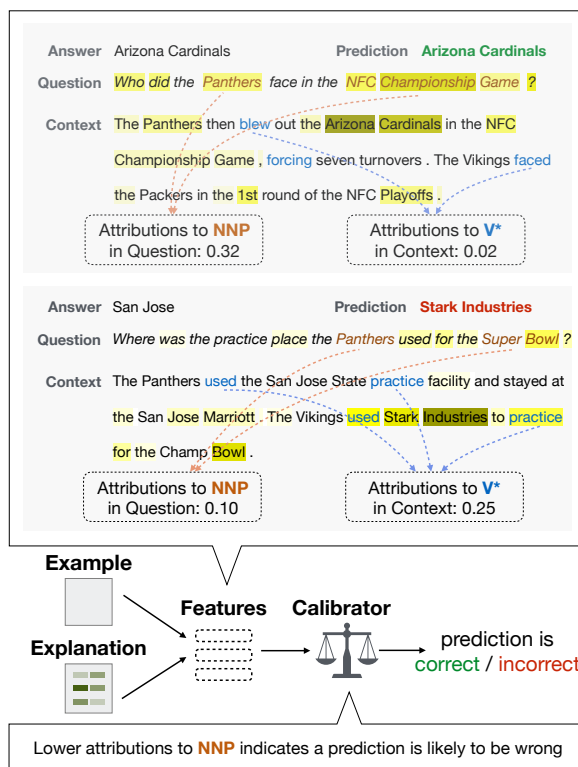 Answer Arizona Cardinals Prediction Arizona Cardinals
Question Who did the Panthers face in the NFC Championship Game ?
Context The Panthers then blew out the Arizona Cardinals in the NFC
Championship Game , forcing seven turnovers . The Vikings faced
the Packers in the 1st round of the NFC Playoffs .
Attributions to NNP
in Question: 0.32
Attributions to V*
in Context: 0.02
Answer San Jose Prediction Stark Industries
Question Where was the practice place the Panthers used for the Super Bowl ?
Context The Panthers used the San Jose State practice facility and stayed at
the San Jose Marriott . The Vikings used Stark Industries to practice
for the Champ Bowl .
Attributions to NNP
in Question: 0.10
Attributions to V*
in Context: 0.25
Example
Features Calibrator
Explanation
prediction is
correct / incorrect
Lower attributions to NNP indicates a prediction is likely to be wrong